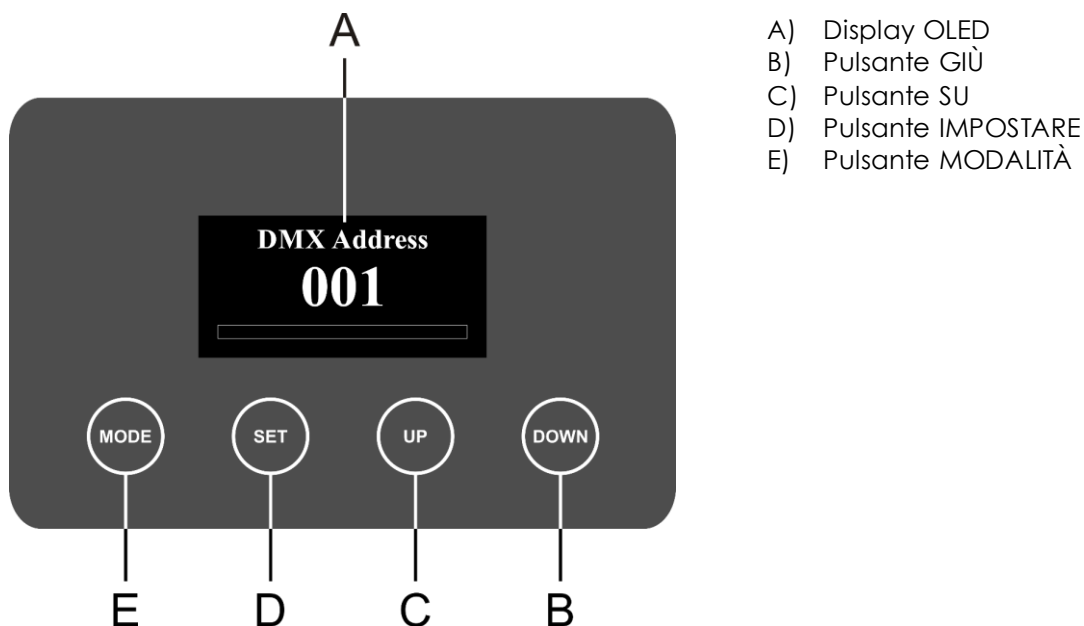 A
A) Display OLED
B) Pulsante GIÙ
C) Pulsante SU
D) Pulsante IMPOSTARE
E) Pulsante MODALITÀ
DMX Address
001
MODE SET UP DOWN
E D C B